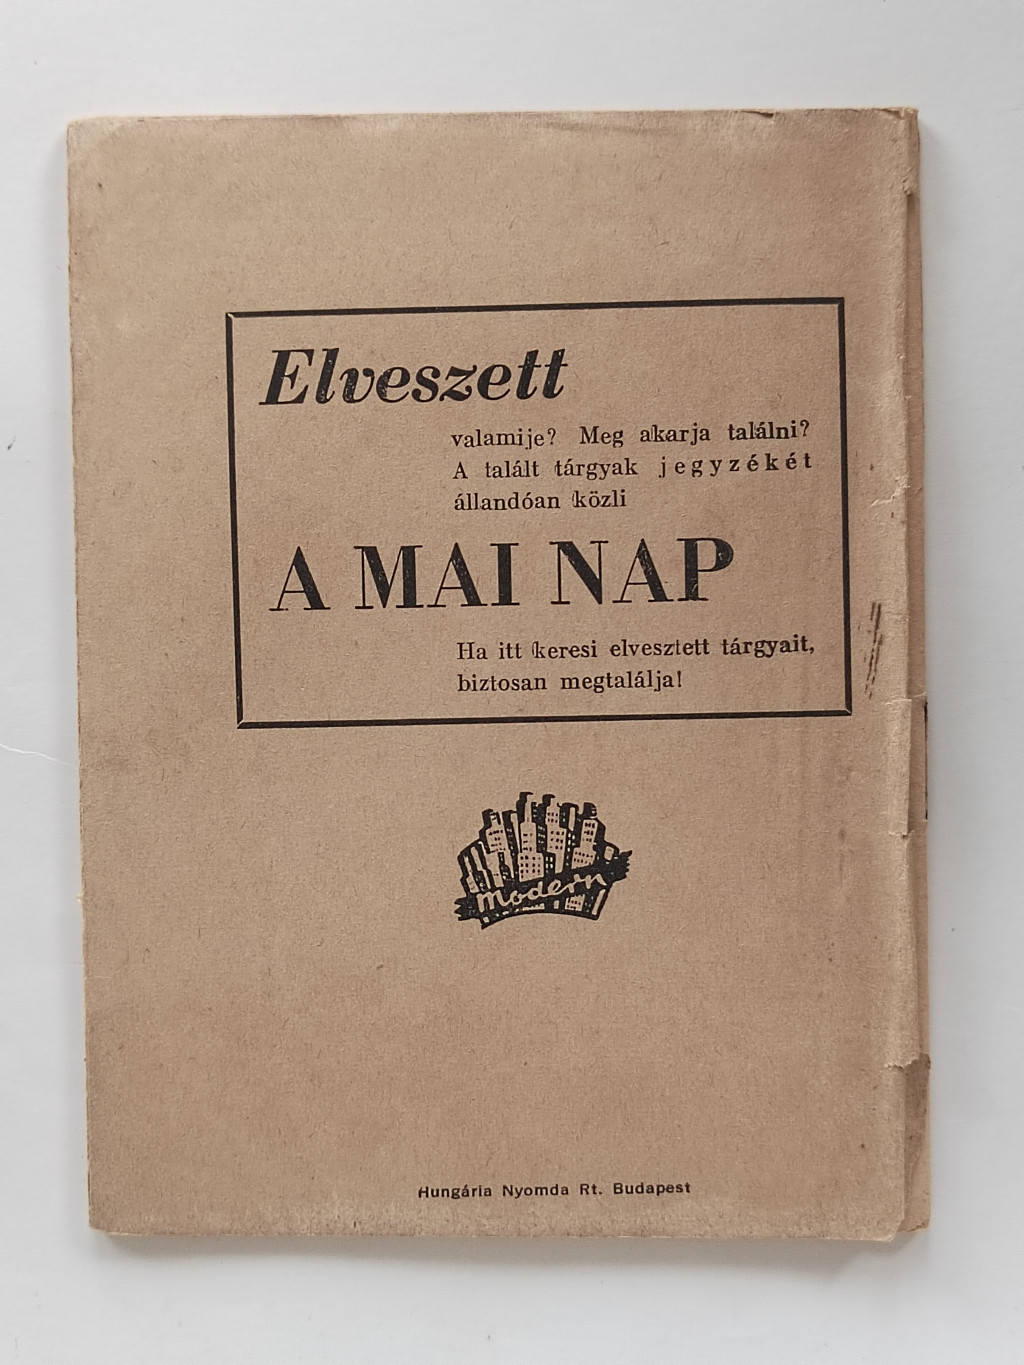 Elveszett
valamije? Meg akarja találni?
A talált tárgyak jegyzékét
állandóan közli
A MAI NAP
Ha itt keresi elvesztett tárgyait,
biztosan megtalálja!
modern
Hungária Nyomda Rt. Budapest